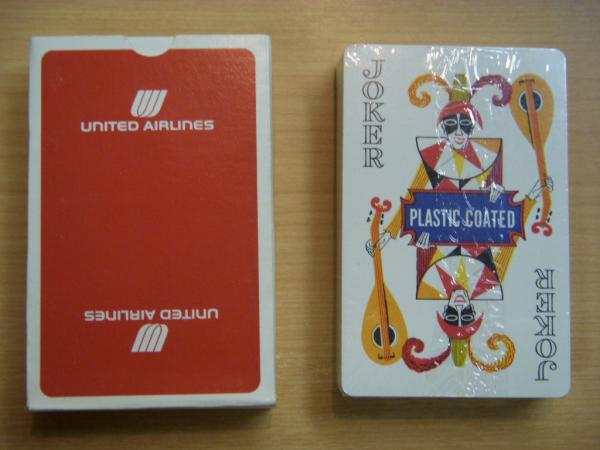 UNITED AIRLINES
UNITED AIRLINES
JOKER
PLASTIC COATED
JOKER